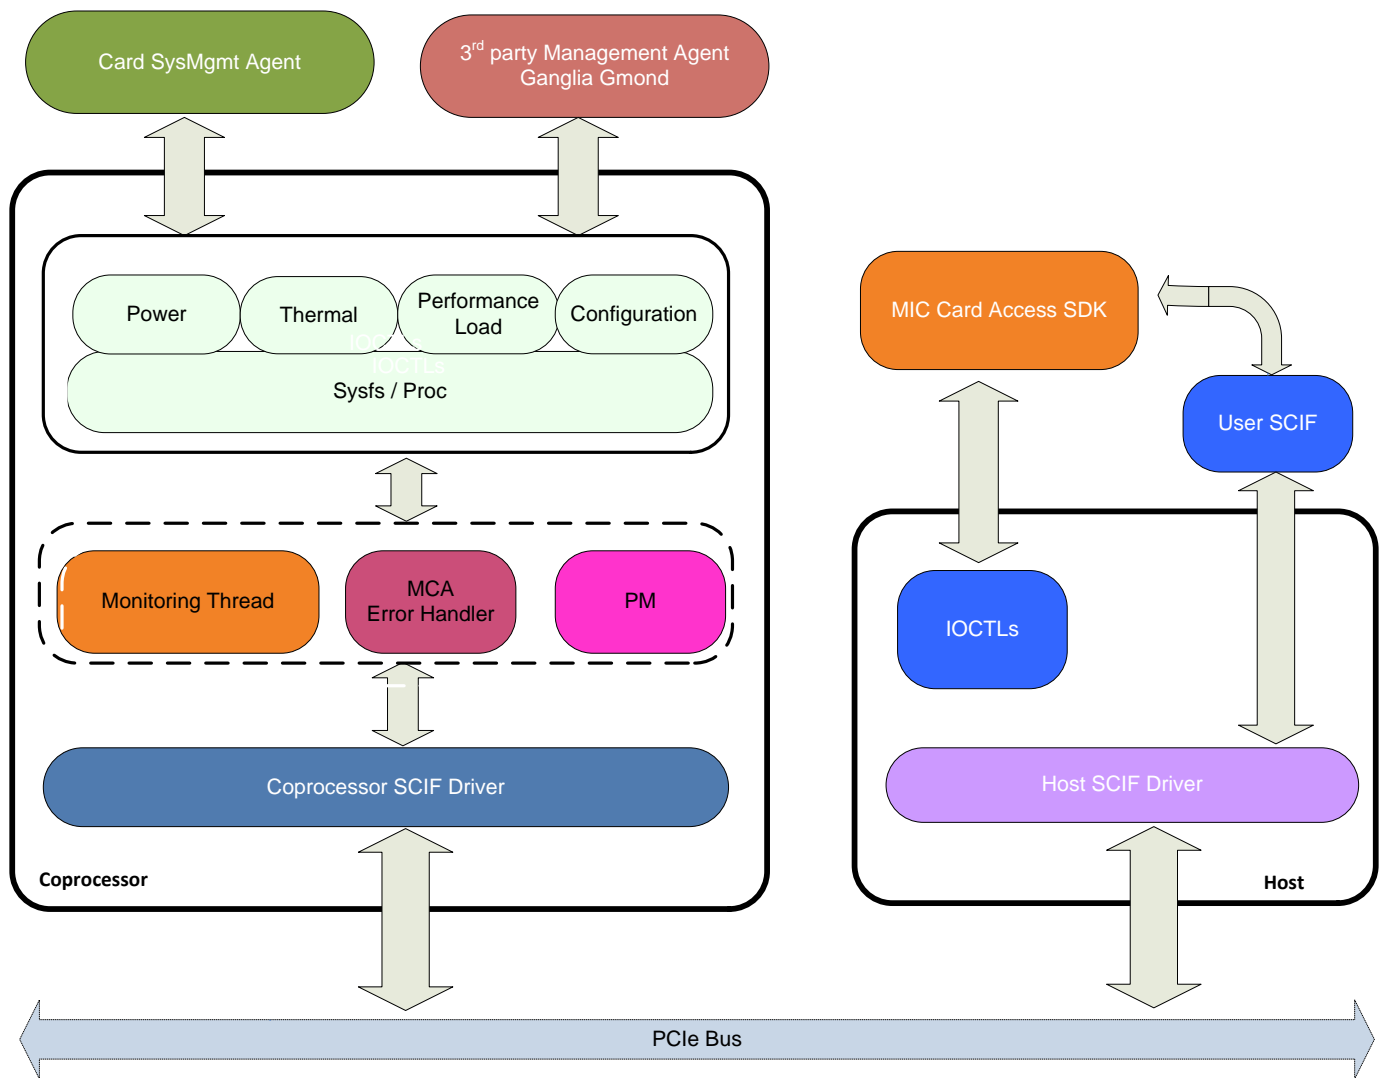 Card SysMgmt Agent
3rd party Management Agent
Ganglia Gmond
Power
Thermal
Performance
Load
Configuration
IOCTLs
IOCTLs
Sysfs / Proc
MIC Card Access SDK
User SCIF
Monitoring Thread
MCA
Error Handler
PM
IOCTLs
Coprocessor SCIF Driver
Host SCIF Driver
Coprocessor
Host
PCIe Bus